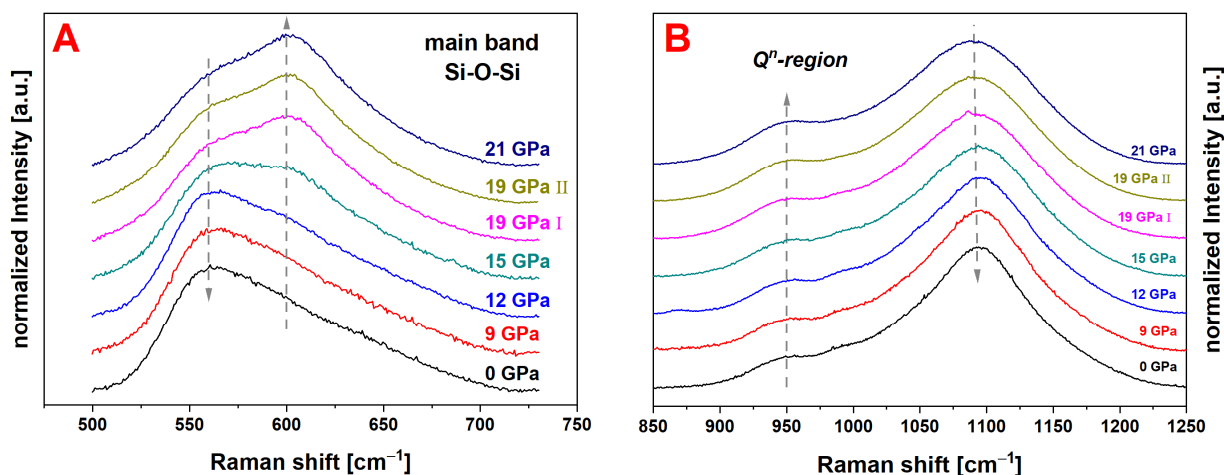 A
main band
Si-O-Si
21 GPa
19 GPa II
19 GPa I
15 GPa
12 GPa
9 GPa
0 GPa
normalized Intensity [a.u.]
500 550 600 650 700 750
Raman shift [cm⁻¹]
B
Qⁿ-region
21 GPa
19 GPa II
19 GPa I
15 GPa
12 GPa
9 GPa
0 GPa
normalized Intensity [a.u.]
850 900 950 1000 1050 1100 1150 1200 1250
Raman shift [cm⁻¹]